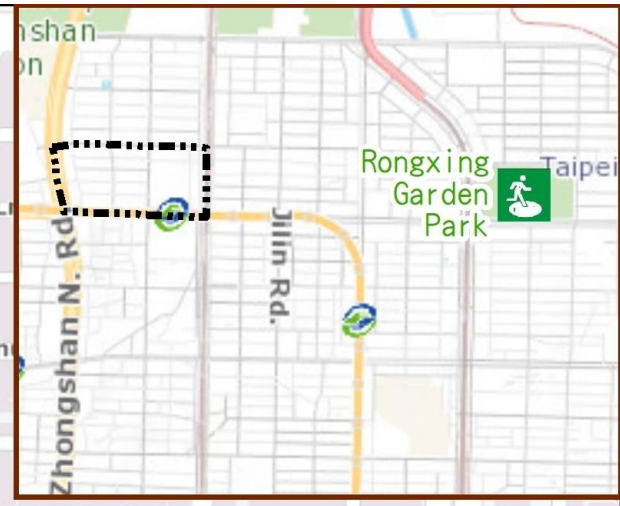 nshan
on
Rongxing
Garden
Park
Taipei
Jilin Rd.
Zhongshan N. Rd